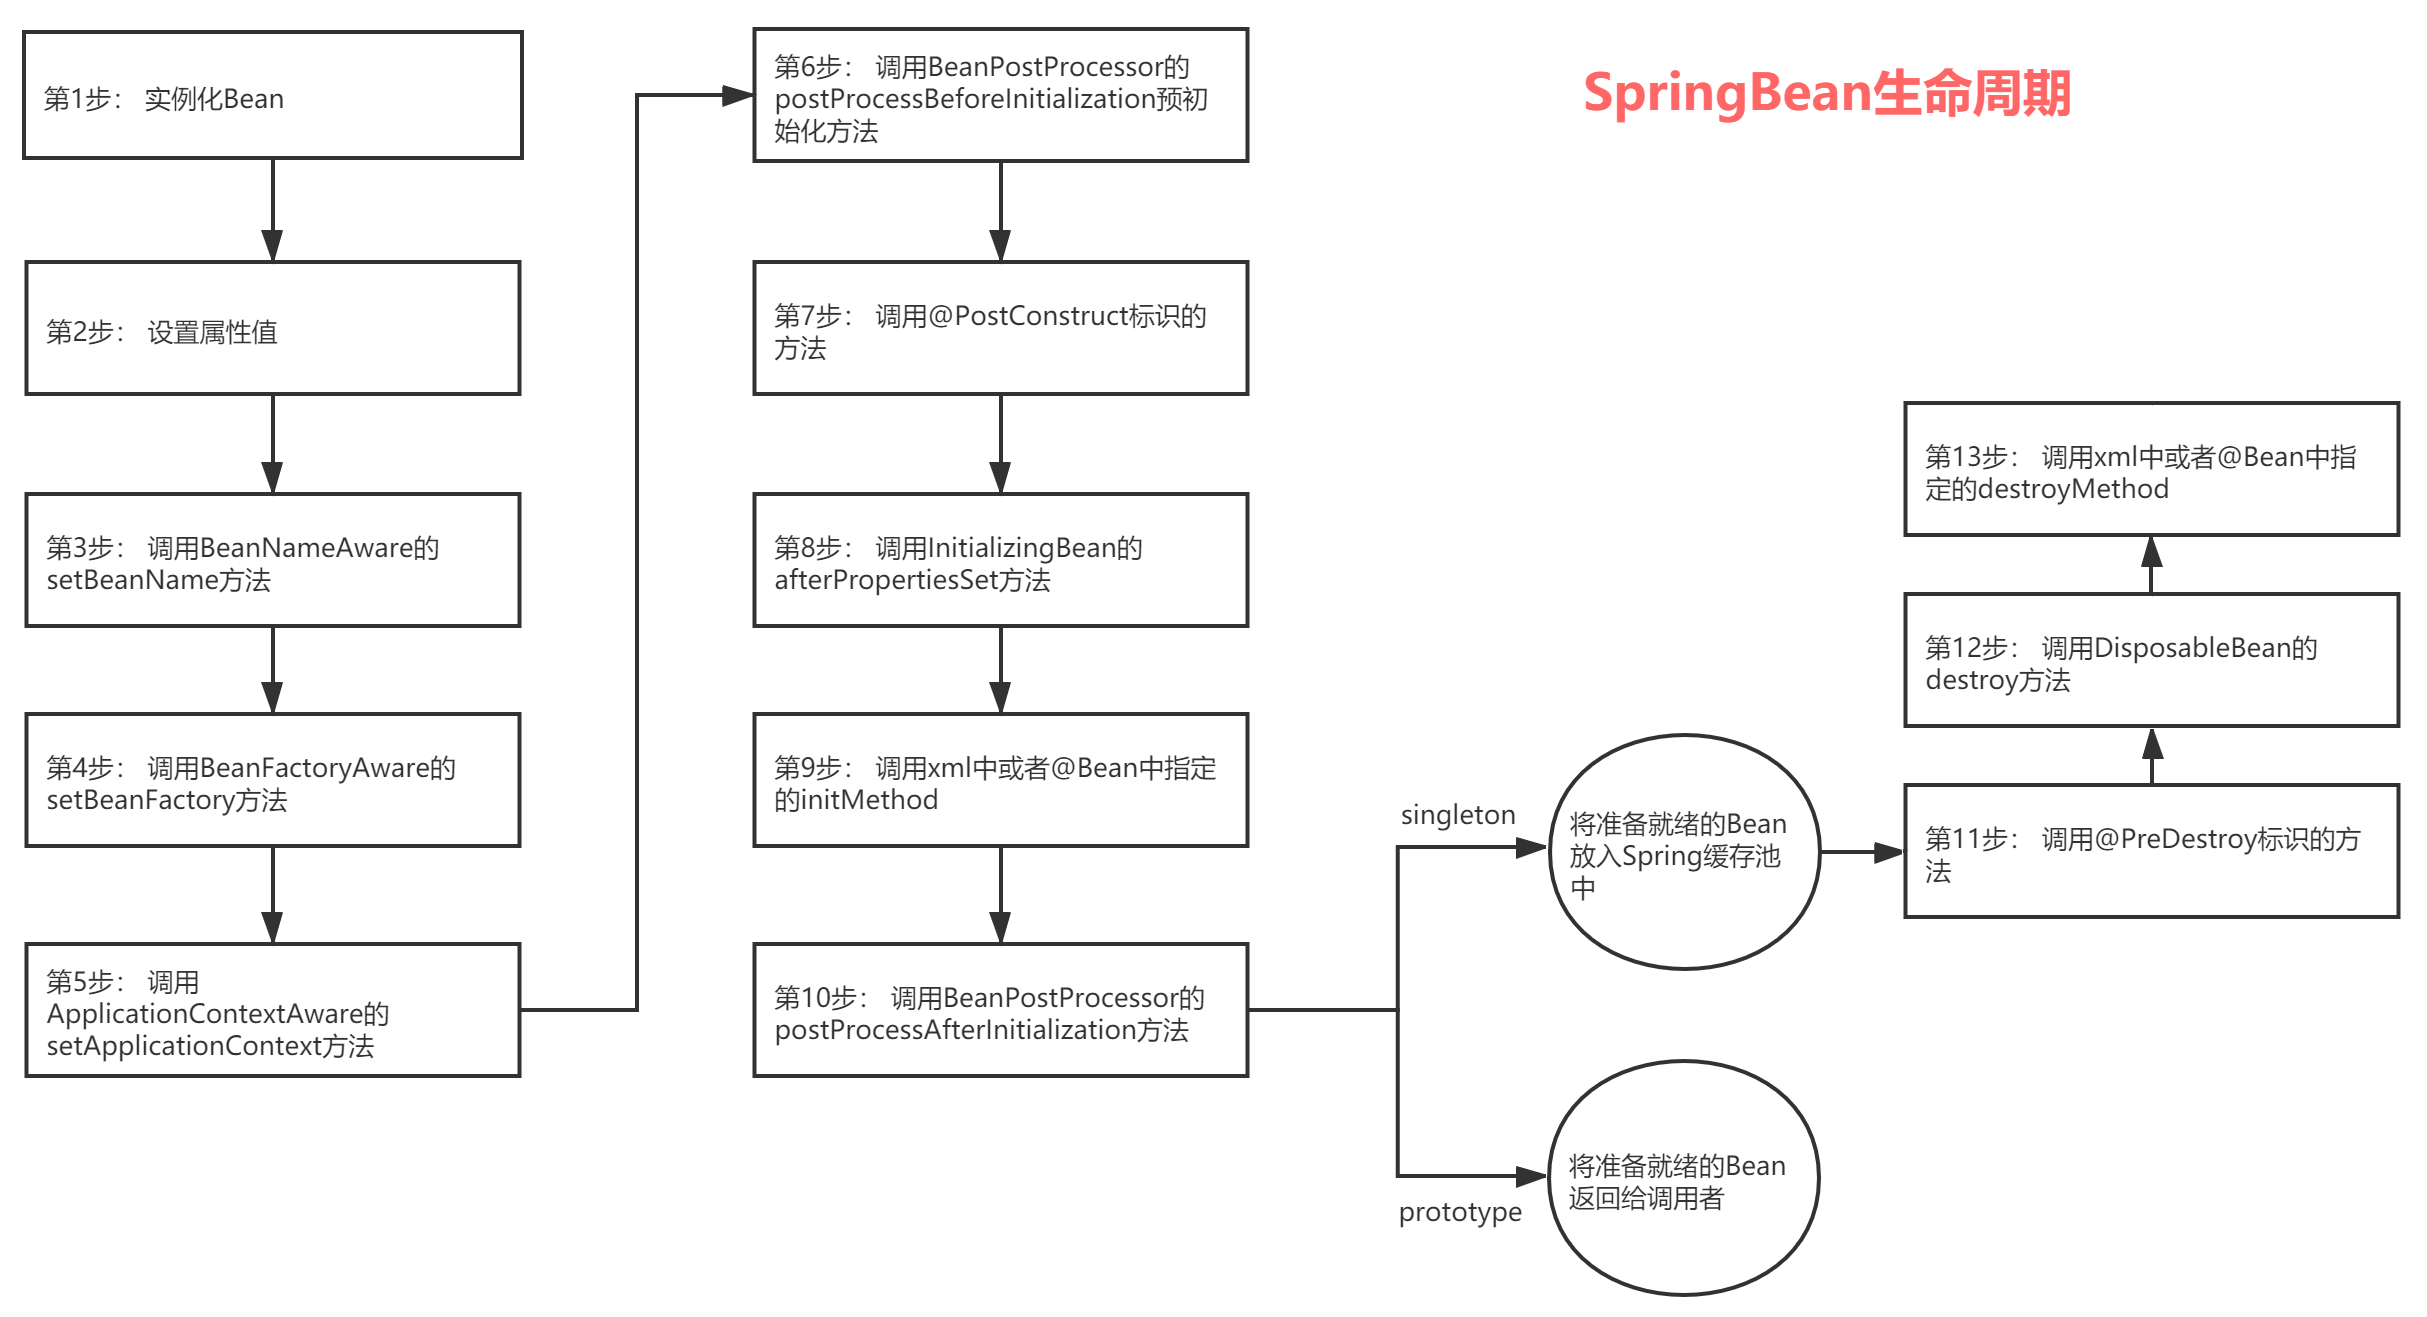 SpringBean生命周期
第1步： 实例化Bean
第2步： 设置属性值
第3步： 调用BeanNameAware的
setBeanName方法
第4步： 调用BeanFactoryAware的
setBeanFactory方法
第5步： 调用
ApplicationContextAware的
setApplicationContext方法
第6步： 调用BeanPostProcessor的
postProcessBeforeInitialization预初
始化方法
第7步： 调用@PostConstruct标识的
方法
第8步： 调用InitializingBean的
afterPropertiesSet方法
第9步： 调用xml中或者@Bean中指定
的initMethod
第10步： 调用BeanPostProcessor的
postProcessAfterInitialization方法
singleton
将准备就绪的Bean
放入Spring缓存池
中
prototype
将准备就绪的Bean
返回给调用者
第11步： 调用@PreDestroy标识的方
法
第12步： 调用DisposableBean的
destroy方法
第13步： 调用xml中或者@Bean中指
定的destroyMethod